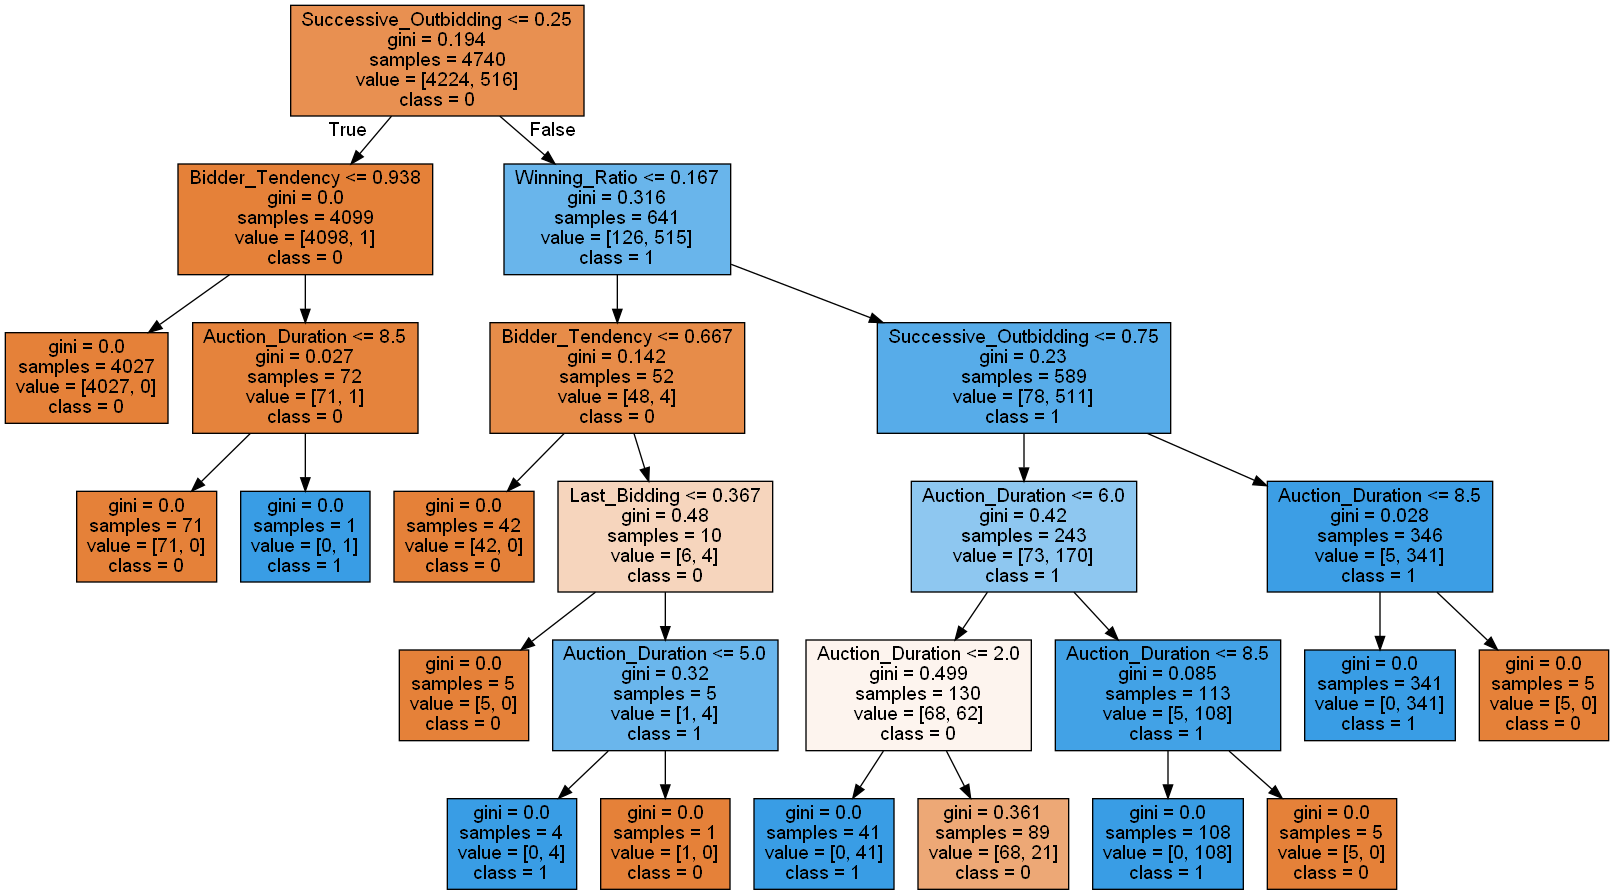 Successive_Outbidding <= 0.25
gini = 0.194
samples = 4740
value = [4224, 516]
class = 0
True
False
Bidder_Tendency <= 0.938
gini = 0.0
samples = 4099
value = [4098, 1]
class = 0
Winning_Ratio <= 0.167
gini = 0.316
samples = 641
value = [126, 515]
class = 1
gini = 0.0
samples = 4027
value = [4027, 0]
class = 0
Auction_Duration <= 8.5
gini = 0.027
samples = 72
value = [71, 1]
class = 0
Bidder_Tendency <= 0.667
gini = 0.142
samples = 52
value = [48, 4]
class = 0
Successive_Outbidding <= 0.75
gini = 0.23
samples = 589
value = [78, 511]
class = 1
gini = 0.0
samples = 71
value = [71, 0]
class = 0
gini = 0.0
samples = 1
value = [0, 1]
class = 1
gini = 0.0
samples = 42
value = [42, 0]
class = 0
Last_Bidding <= 0.367
gini = 0.48
samples = 10
value = [6, 4]
class = 0
Auction_Duration <= 6.0
gini = 0.42
samples = 243
value = [73, 170]
class = 1
Auction_Duration <= 8.5
gini = 0.028
samples = 346
value = [5, 341]
class = 1
gini = 0.0
samples = 5
value = [5, 0]
class = 0
Auction_Duration <= 5.0
gini = 0.32
samples = 5
value = [1, 4]
class = 1
Auction_Duration <= 2.0
gini = 0.499
samples = 130
value = [68, 62]
class = 0
Auction_Duration <= 8.5
gini = 0.085
samples = 113
value = [5, 108]
class = 1
gini = 0.0
samples = 341
value = [0, 341]
class = 1
gini = 0.0
samples = 5
value = [5, 0]
class = 0
gini = 0.0
samples = 4
value = [0, 4]
class = 1
gini = 0.0
samples = 1
value = [1, 0]
class = 0
gini = 0.0
samples = 41
value = [0, 41]
class = 1
gini = 0.361
samples = 89
value = [68, 21]
class = 0
gini = 0.0
samples = 108
value = [0, 108]
class = 1
gini = 0.0
samples = 5
value = [5, 0]
class = 0